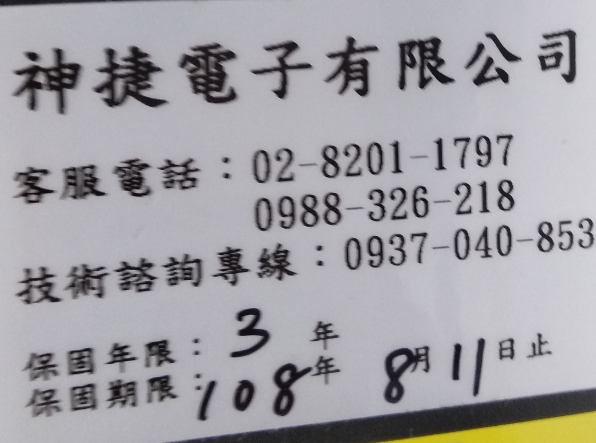 神捷電子有限公司
客服電話：02-8201-1797
0988-326-218
技術諮詢專線：0937-040-853
保固年限：3年
保固期限：108年8月11日止